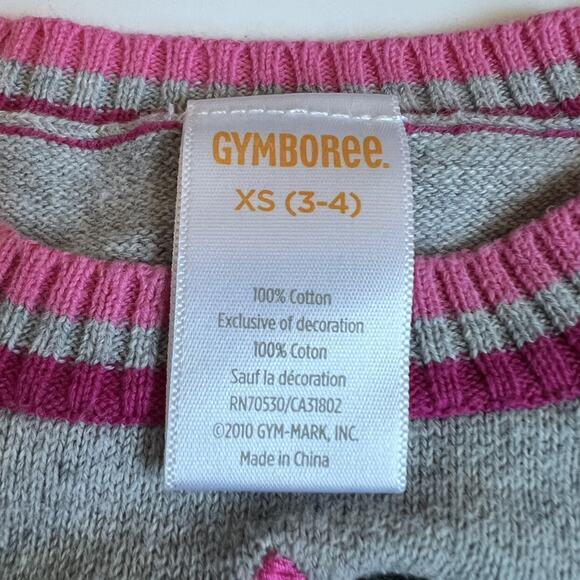 GYMBORee.
XS (3-4)
100% Cotton
Exclusive of decoration
100% Coton
Sauf la décoration
RN70530/CA31802
©2010 GYM-MARK, INC.
Made in China